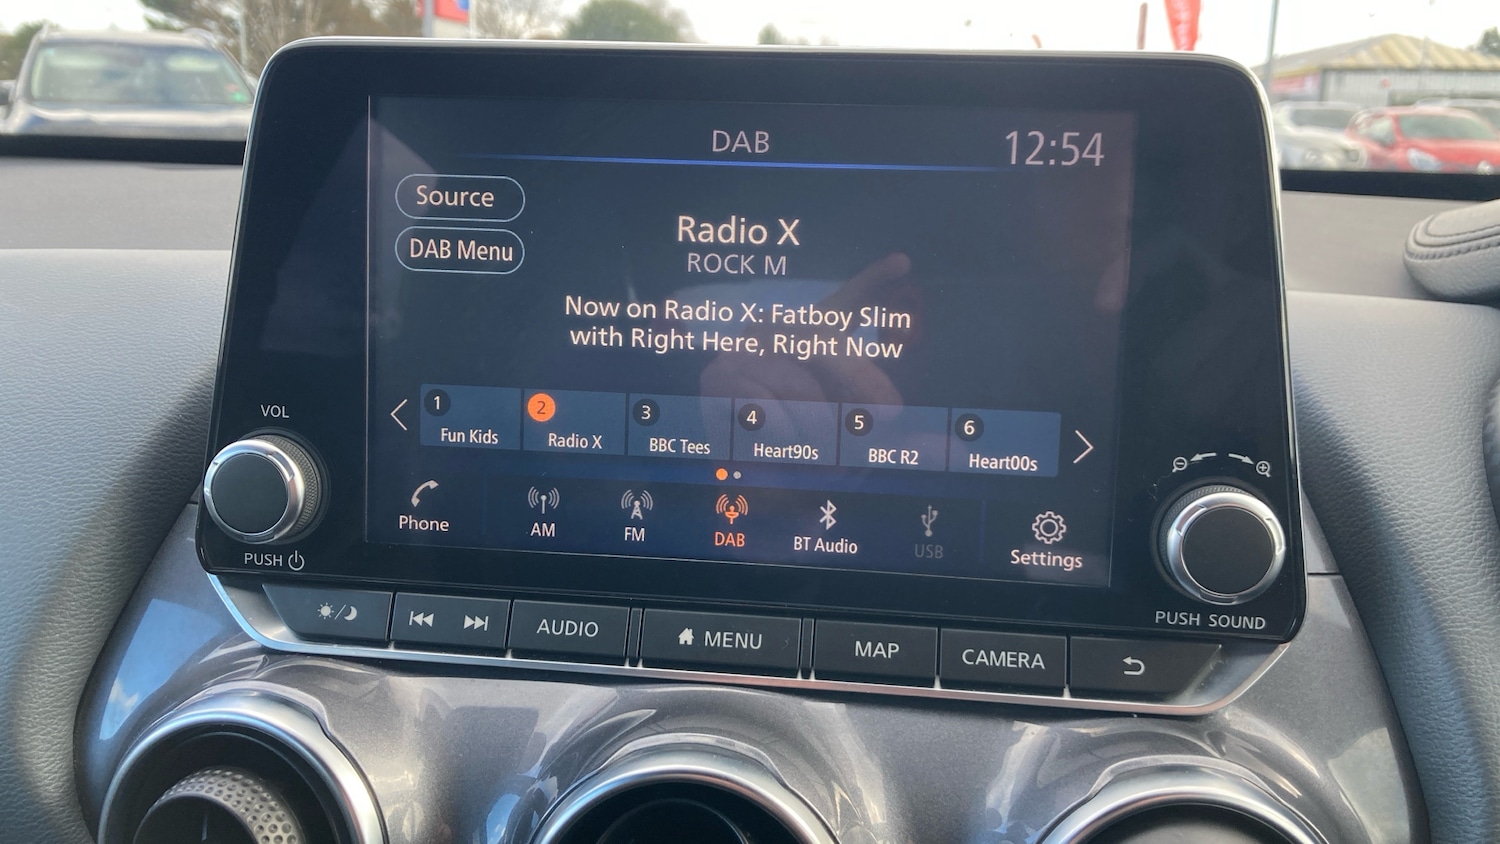 DAB
12:54
Source
DAB Menu
Radio X
ROCK M
Now on Radio X: Fatboy Slim
with Right Here, Right Now
1
Fun Kids
2
Radio X
3
BBC Tees
4
Heart90s
5
BBC R2
6
Heart00s
Phone
AM
FM
DAB
BT Audio
USB
Settings
VOL
PUSH
PUSH SOUND
AUDIO
MENU
MAP
CAMERA